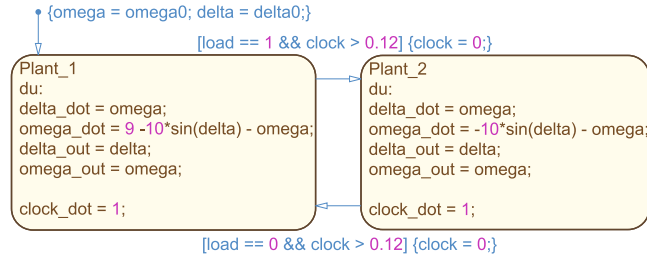 {omega = omega0; delta = delta0;}
[load == 1 && clock > 0.12] {clock = 0;}
Plant_1
du:
delta_dot = omega;
omega_dot = 9 -10*sin(delta) - omega;
delta_out = delta;
omega_out = omega;
clock_dot = 1;
Plant_2
du:
delta_dot = omega;
omega_dot = -10*sin(delta) - omega;
delta_out = delta;
omega_out = omega;
clock_dot = 1;
[load == 0 && clock > 0.12] {clock = 0;}